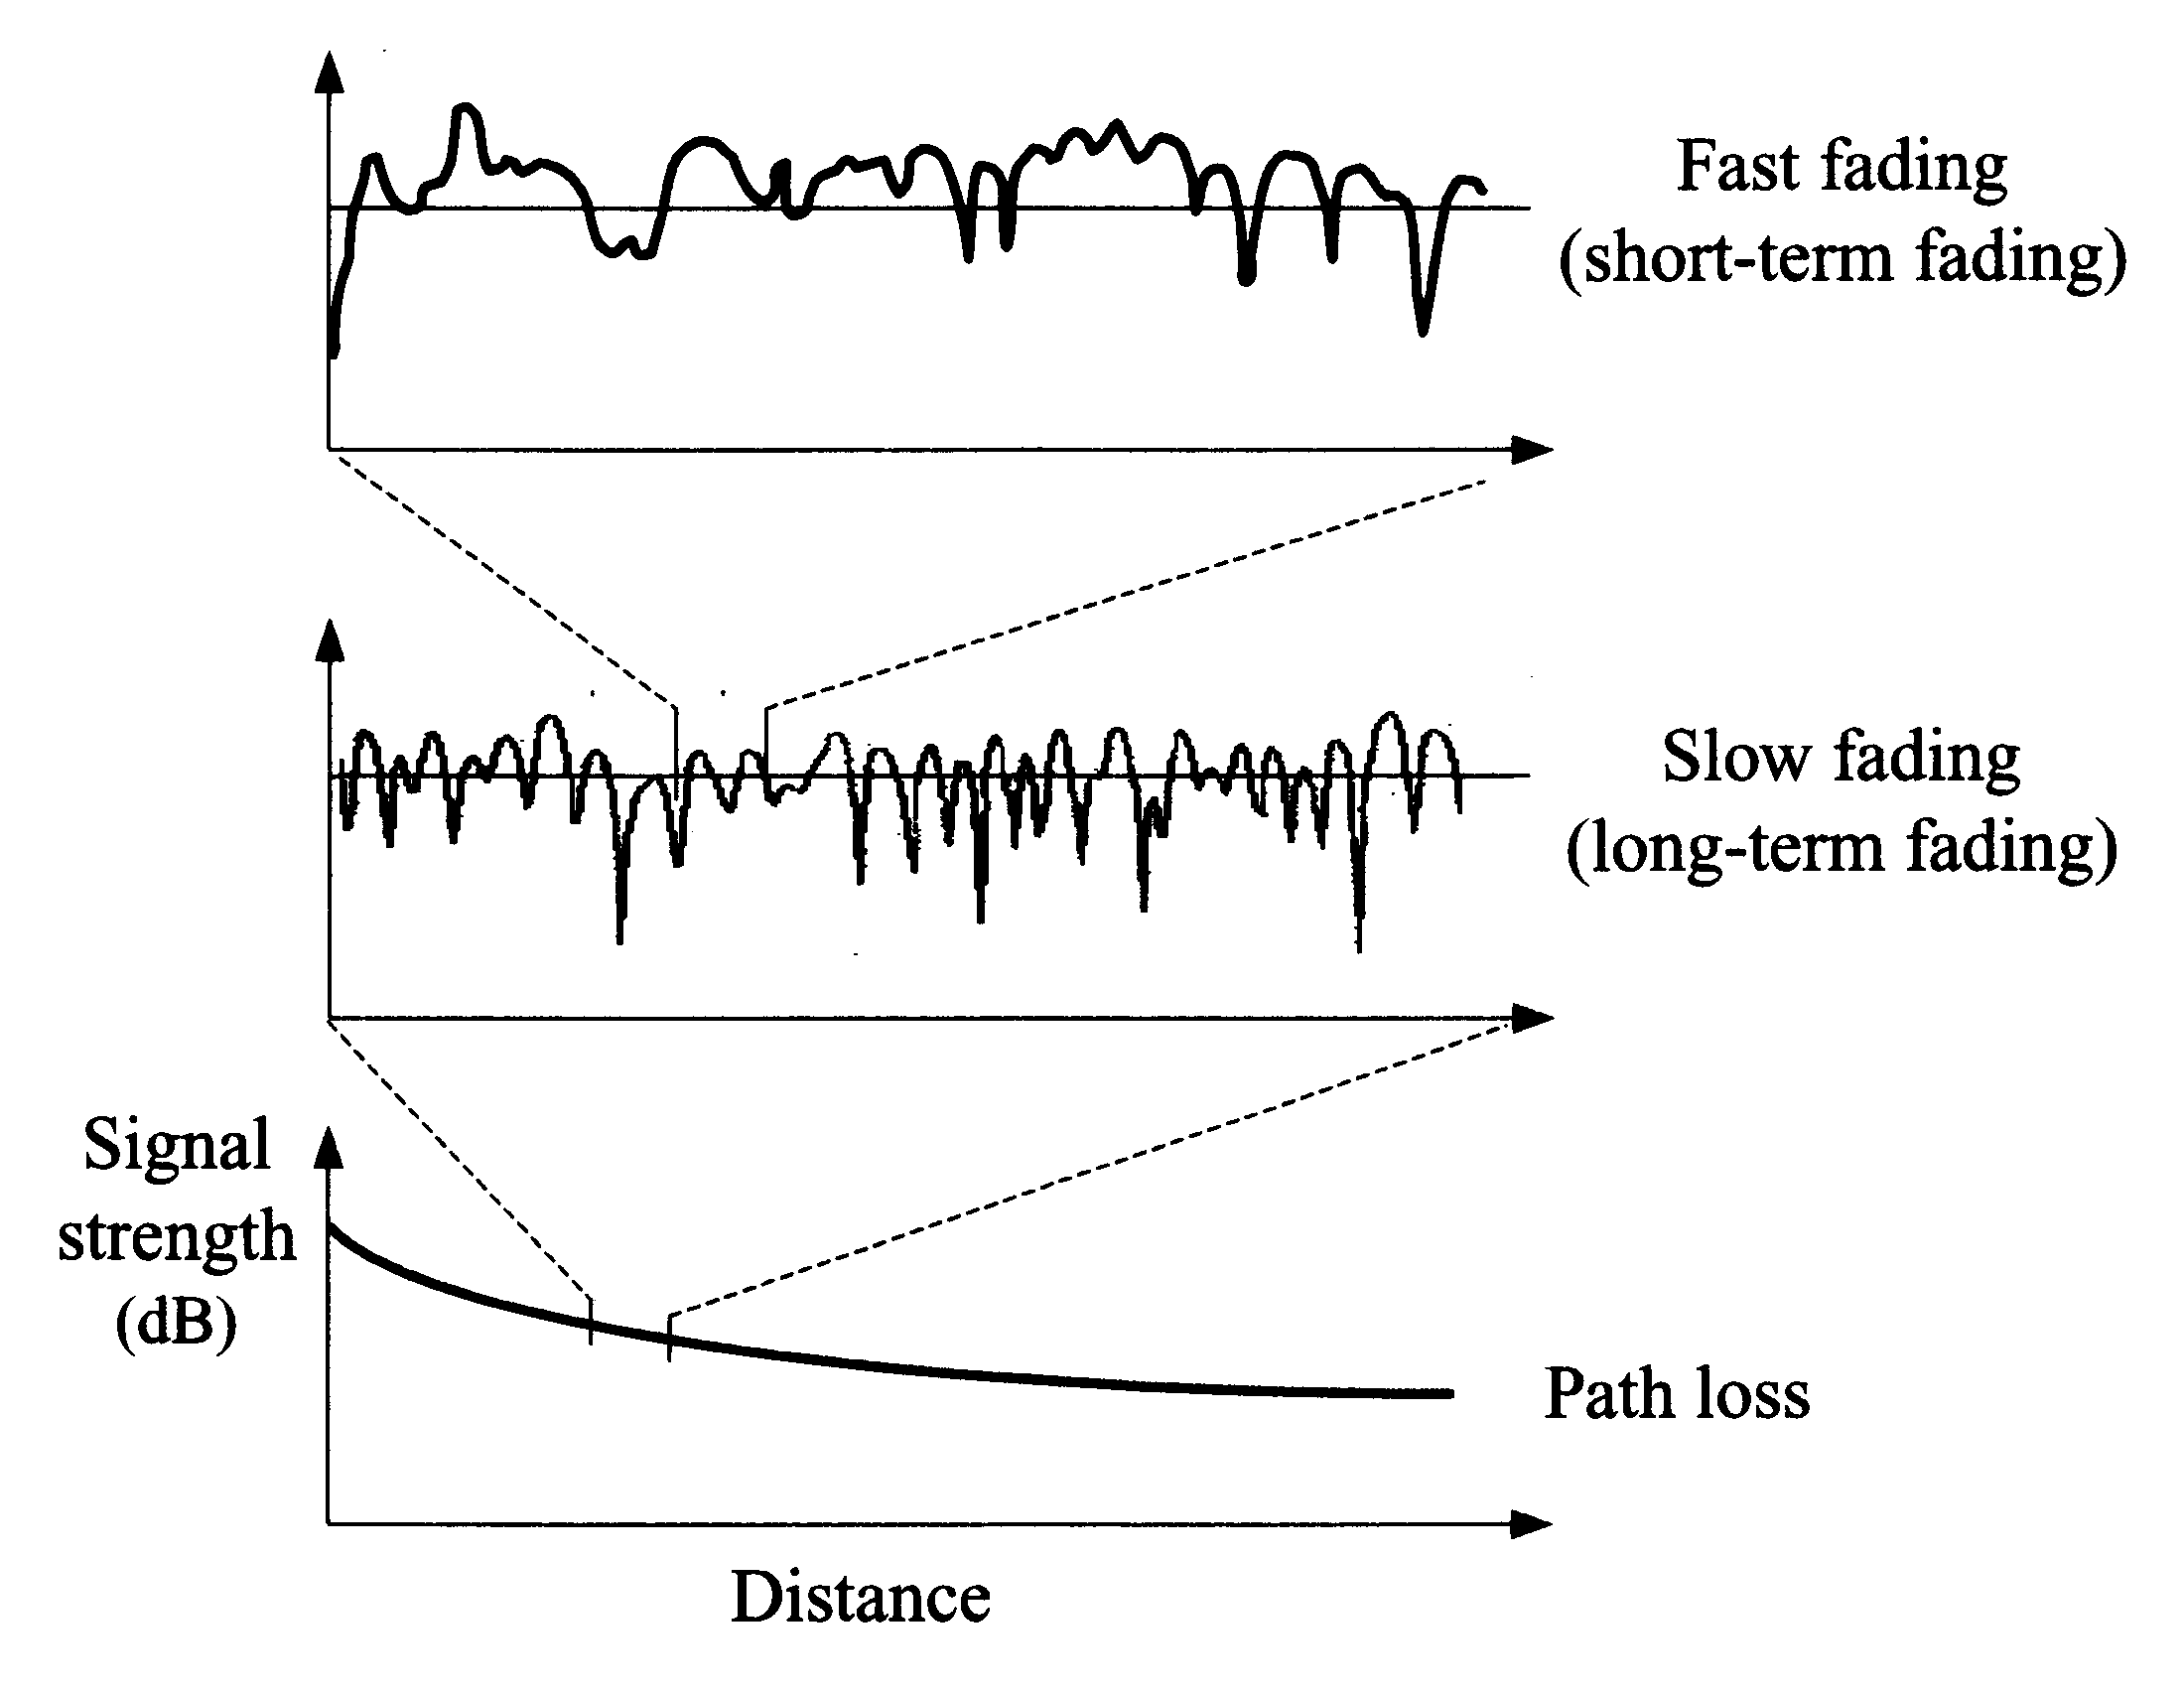 Fast fading
(short-term fading)
Slow fading
(long-term fading)
Signal
strength
(dB)
Path loss
Distance